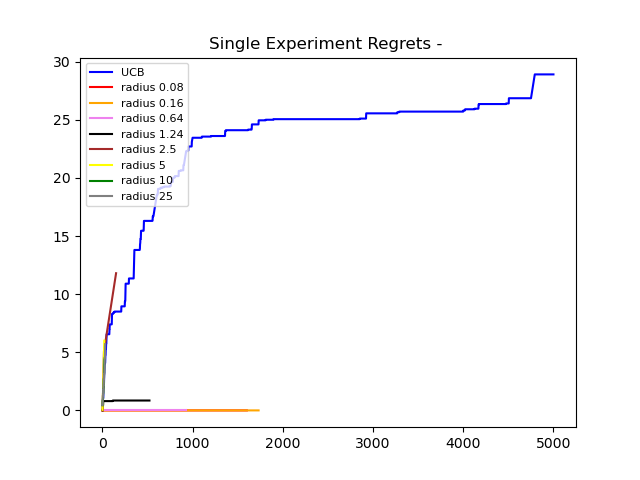 Single Experiment Regrets -
30
25
20
15
10
5
0
UCB
radius 0.08
radius 0.16
radius 0.64
radius 1.24
radius 2.5
radius 5
radius 10
radius 25
0 1000 2000 3000 4000 5000